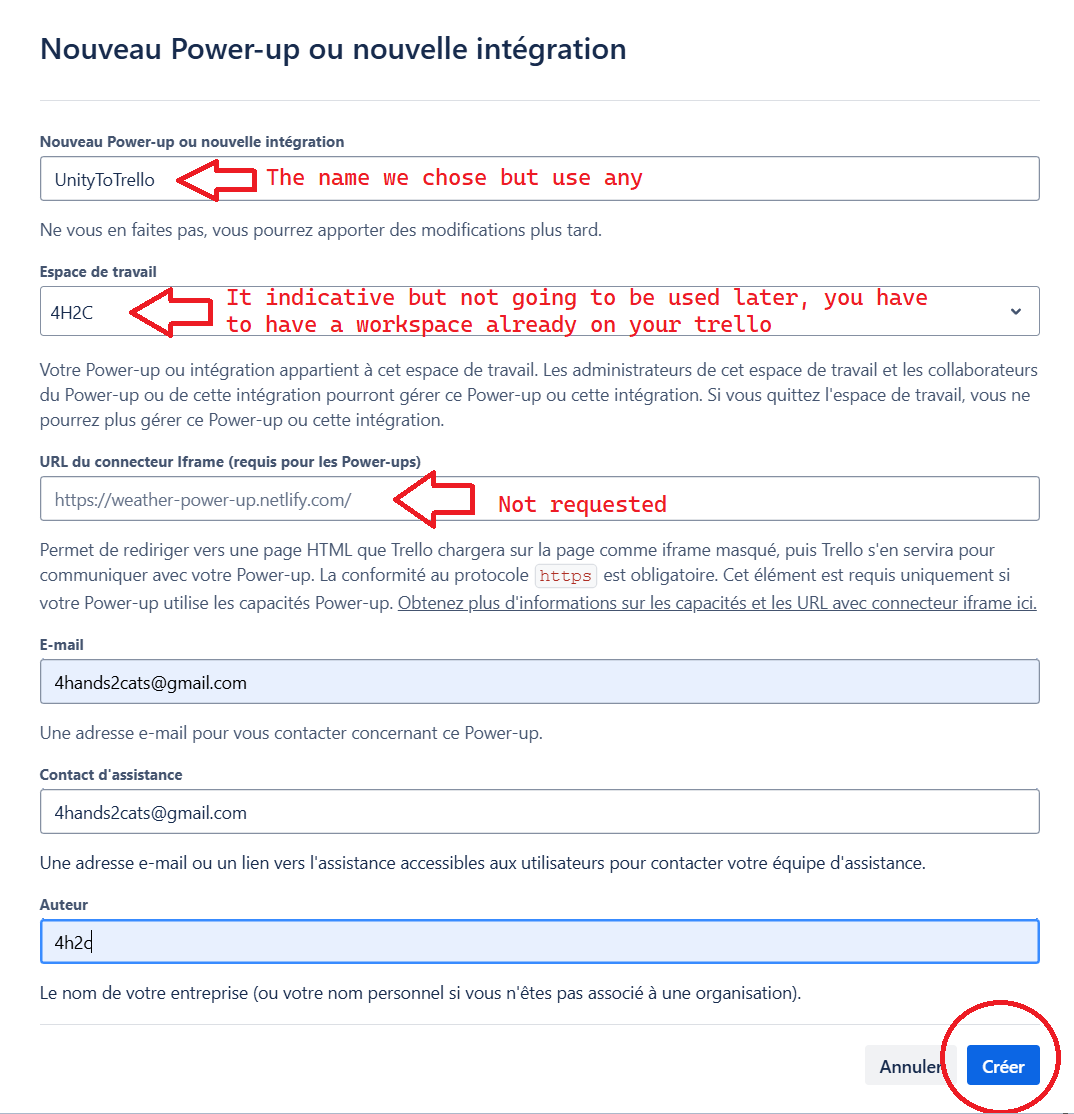 Nouveau Power-up ou nouvelle intégration
Nouveau Power-up ou nouvelle intégration
UnityToTrello
The name we chose but use any
Ne vous en faites pas, vous pourrez apporter des modifications plus tard.
Espace de travail
4H2C
It indicative but not going to be used later, you have
to have a workspace already on your trello
Votre Power-up ou intégration appartient à cet espace de travail. Les administrateurs de cet espace de travail et les collaborateurs
du Power-up ou de cette intégration pourront gérer ce Power-up ou cette intégration. Si vous quittez l'espace de travail, vous ne
pourrez plus gérer ce Power-up ou cette intégration.
URL du connecteur Iframe (requis pour les Power-ups)
https://weather-power-up.netlify.com/
Not requested
Permet de rediriger vers une page HTML que Trello chargera sur la page comme iframe masqué, puis Trello s'en servira pour
communiquer avec votre Power-up. La conformité au protocole https est obligatoire. Cet élément est requis uniquement si
votre Power-up utilise les capacités Power-up. Obtenez plus d'informations sur les capacités et les URL avec connecteur iframe ici.
E-mail
4hands2cats@gmail.com
Une adresse e-mail pour vous contacter concernant ce Power-up.
Contact d'assistance
4hands2cats@gmail.com
Une adresse e-mail ou un lien vers l'assistance accessibles aux utilisateurs pour contacter votre équipe d'assistance.
Auteur
4h2c
Le nom de votre entreprise (ou votre nom personnel si vous n'êtes pas associé à une organisation).
Annuler
Créer